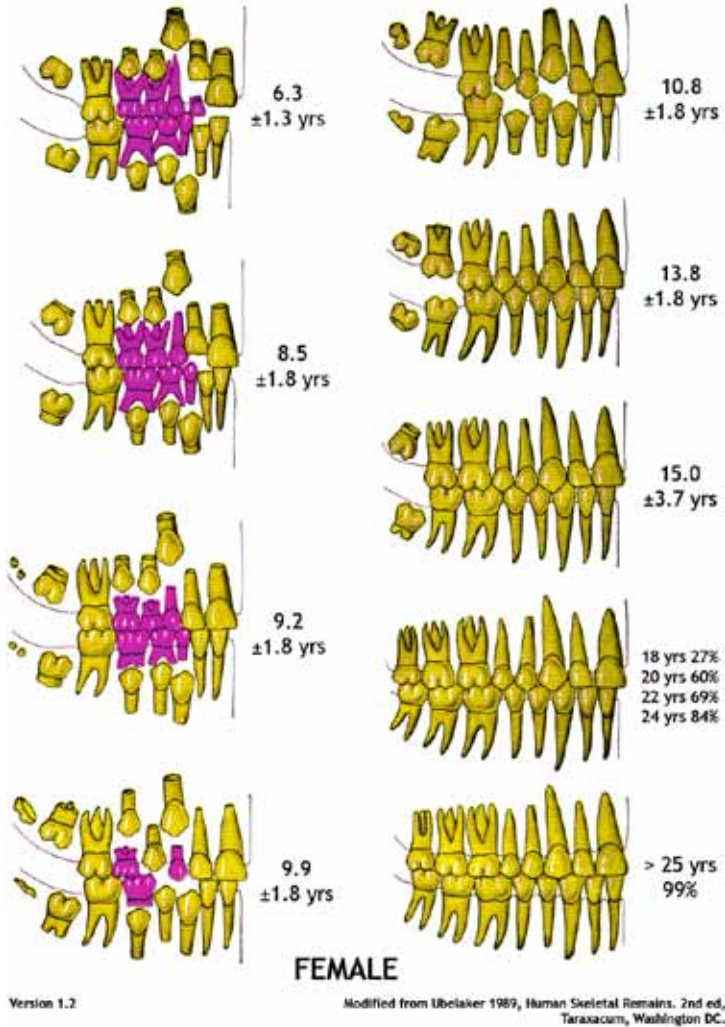 6.3
±1.3 yrs
8.5
±1.8 yrs
9.2
±1.8 yrs
9.9
±1.8 yrs
10.8
±1.8 yrs
13.8
±1.8 yrs
15.0
±3.7 yrs
18 yrs 27%
20 yrs 60%
22 yrs 69%
24 yrs 84%
> 25 yrs
99%
FEMALE
Version 1.2
Modified from Ubelaker 1989, Human Skeletal Remains. 2nd ed.
Taraxacum, Washington DC.